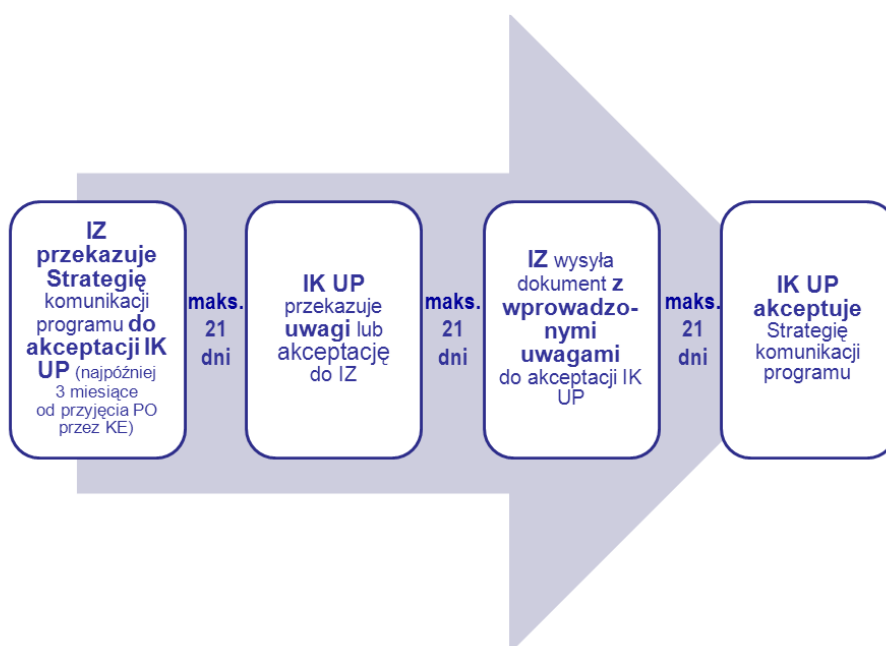 IZ
przekazuje
Strategię
komunikacji
programu do
akceptacji IK
UP (najpóźniej
3 miesiące
od przyjęcia PO
przez KE)
maks.
21
dni
IK UP
przekazuje
uwagi lub
akceptację
do IZ
maks.
21
dni
IZ wysyła
dokument z
wprowadzo-
nymi
uwagami
do akceptacji IK
UP
maks.
21
dni
IK UP
akceptuje
Strategię
komunikacji
programu